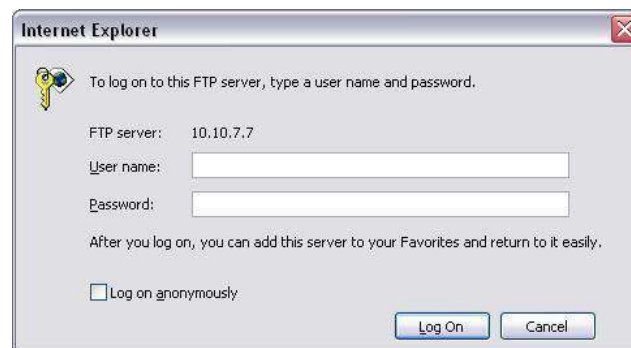 Internet Explorer
To log on to this FTP server, type a user name and password.
FTP server: 10.10.7.7
User name:
Password:
After you log on, you can add this server to your Favorites and return to it easily.
Log on anonymously
Log On Cancel